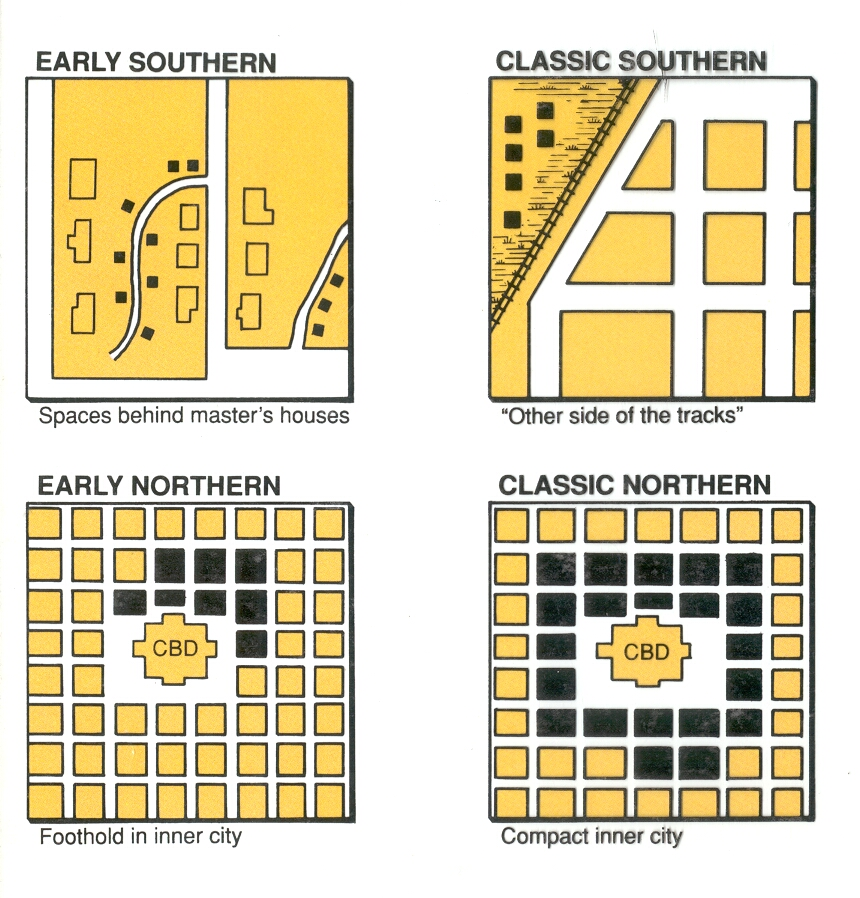 EARLY SOUTHERN
Spaces behind master's houses
CLASSIC SOUTHERN
"Other side of the tracks"
EARLY NORTHERN
CBD
Foothold in inner city
CLASSIC NORTHERN
CBD
Compact inner city